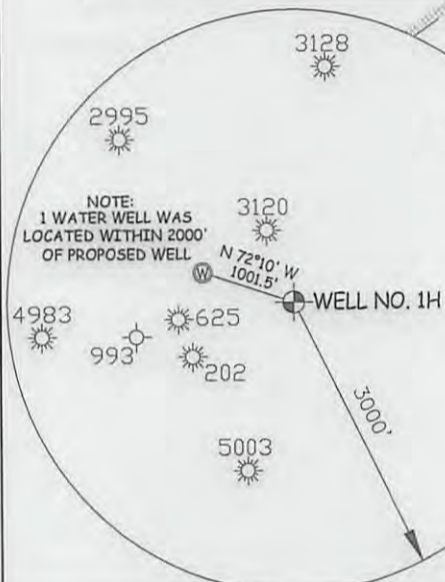 3128
2995
NOTE:
1 WATER WELL WAS
LOCATED WITHIN 2000'
OF PROPOSED WELL
3120
W
N 72°10' W
1001.5'
WELL NO. 1H
4983
625
993
202
3000'
5003